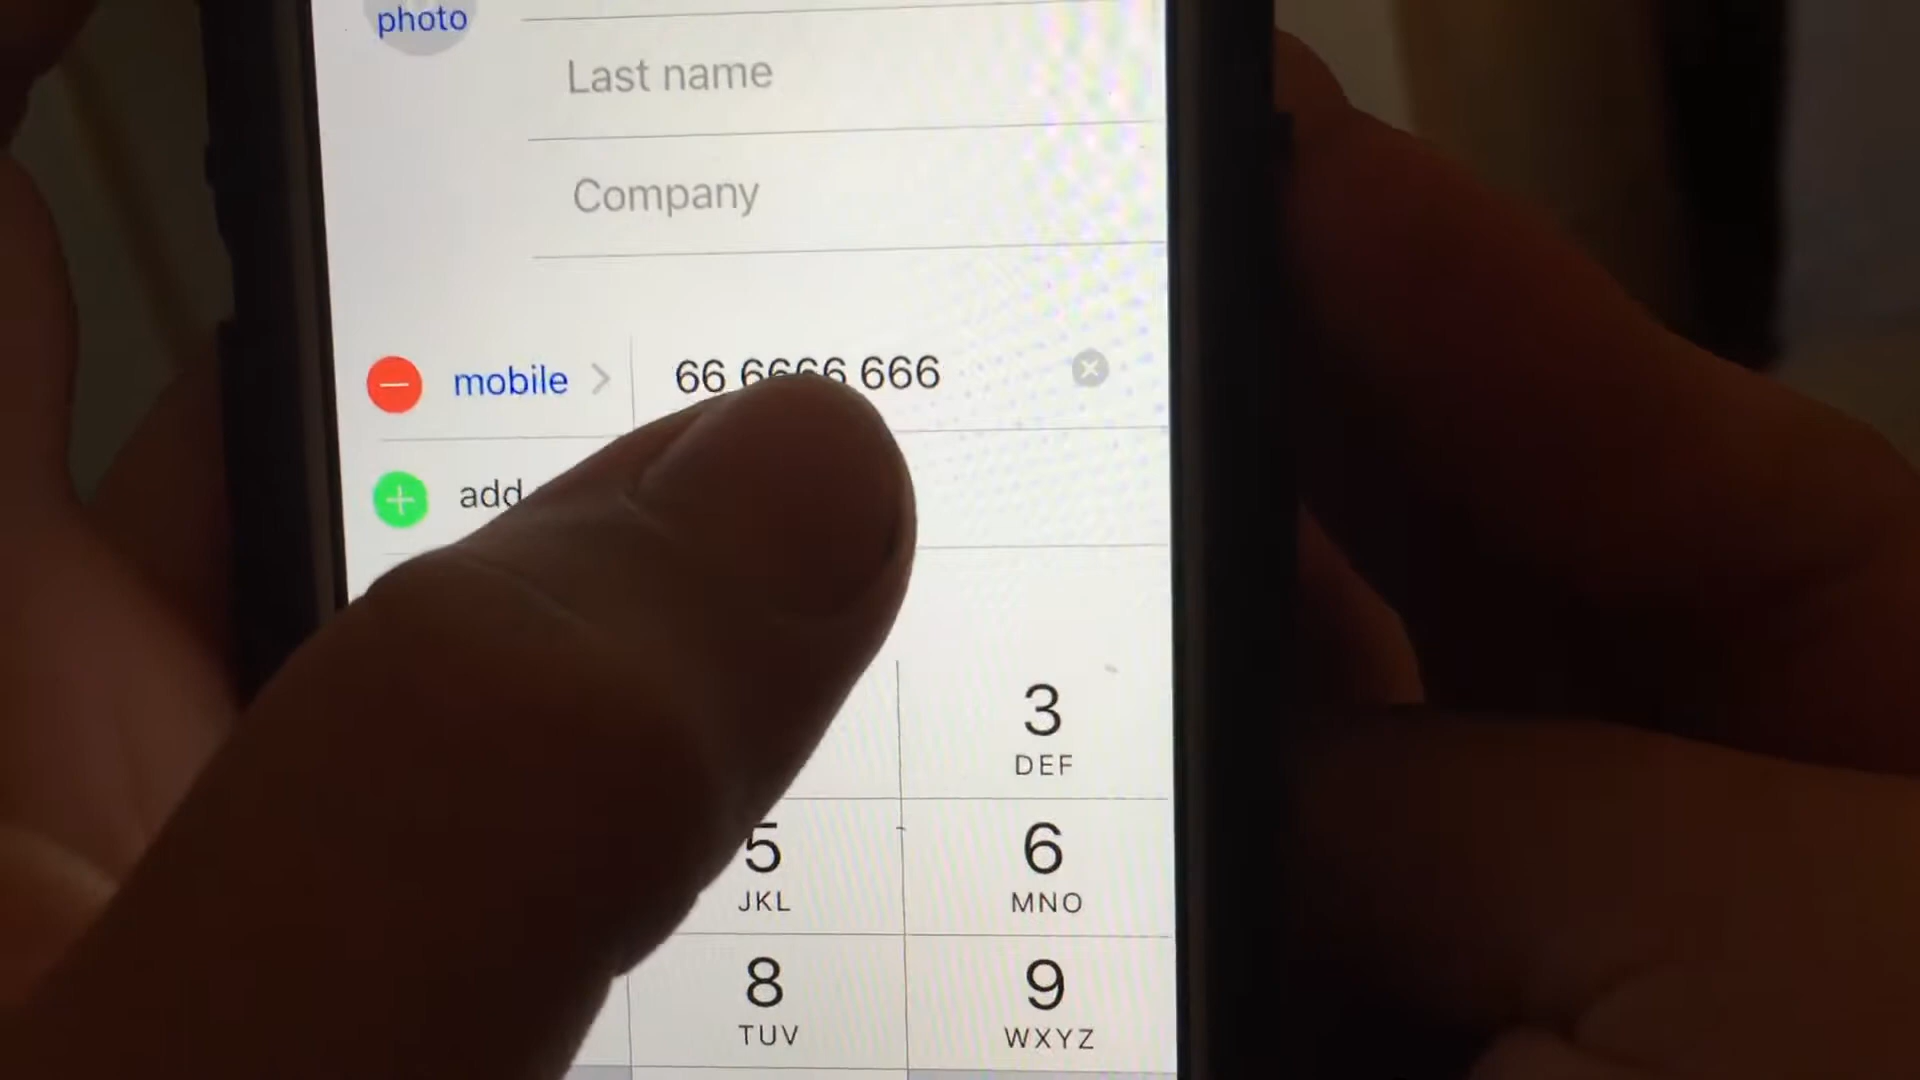 photo
Last name
Company
mobile
66 6666 666
add
3
DEF
5
JKL
6
MNO
8
TUV
9
WXYZ